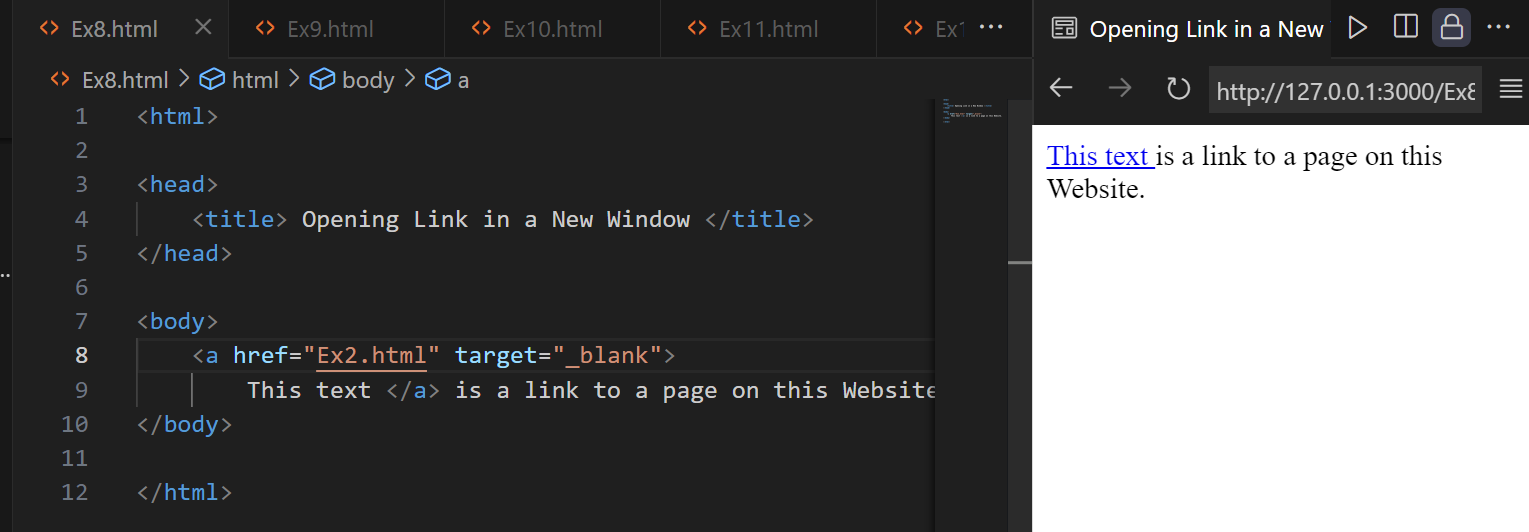 Ex8.html Ex9.html Ex10.html Ex11.html Ex1 ···
Ex8.html > html > body > a
1 <html>
2
3 <head>
4 <title> Opening Link in a New Window </title>
5 </head>
6
7 <body>
8 <a href="Ex2.html" target="_blank">
9 This text </a> is a link to a page on this Website
10 </body>
11
12 </html>
Opening Link in a New
http://127.0.0.1:3000/Ex8
This text is a link to a page on this
Website.